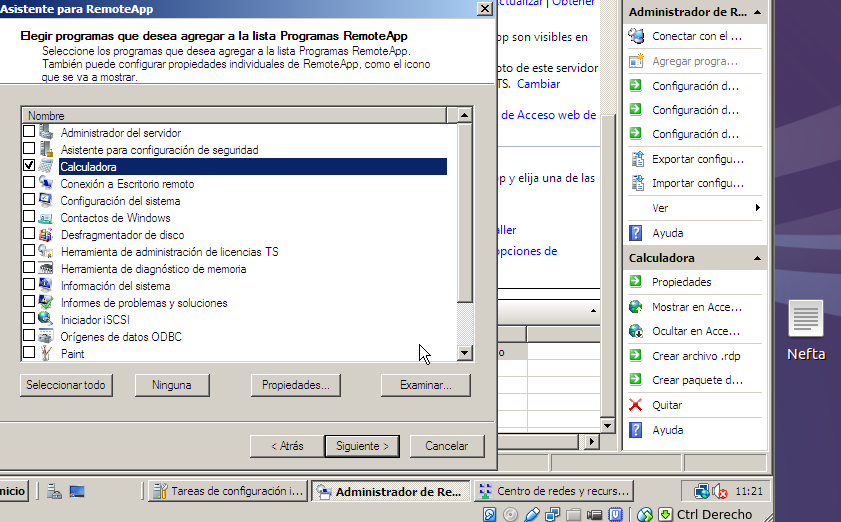 Asistente para RemoteApp
Elegir programas que desea agregar a la lista Programas RemoteApp
Seleccione los programas que desea agregar a la lista Programas RemoteApp.
También puede configurar propiedades individuales de RemoteApp, como el icono
que se va a mostrar.
Nombre
Administrador del servidor
Asistente para configuración de seguridad
Calculadora
Conexión a Escritorio remoto
Configuración del sistema
Contactos de Windows
Desfragmentador de disco
Herramienta de administración de licencias TS
Herramienta de diagnóstico de memoria
Información del sistema
Informes de problemas y soluciones
Iniciador iSCSI
Orígenes de datos ODBC
Paint
Seleccionar todo
Ninguna
Propiedades...
Examinar...
< Atrás
Siguiente >
Cancelar
| Obtener
son visibles en
de este servidor
TS. Cambiar
de Acceso web de
y elija una de las
opciones de
Administrador de R...
Conectar con el ...
Agregar progra...
Configuración d...
Configuración d...
Configuración d...
Exportar configu...
Importar configu...
Ver
Ayuda
Calculadora
Propiedades
Mostrar en Acce...
Ocultar en Acce...
Crear archivo .rdp
Crear paquete d...
Quitar
Ayuda
Nefta
nicio
Tareas de configuración i...
Administrador de Re...
Centro de redes y recurs...
11:21
Ctrl Derecho